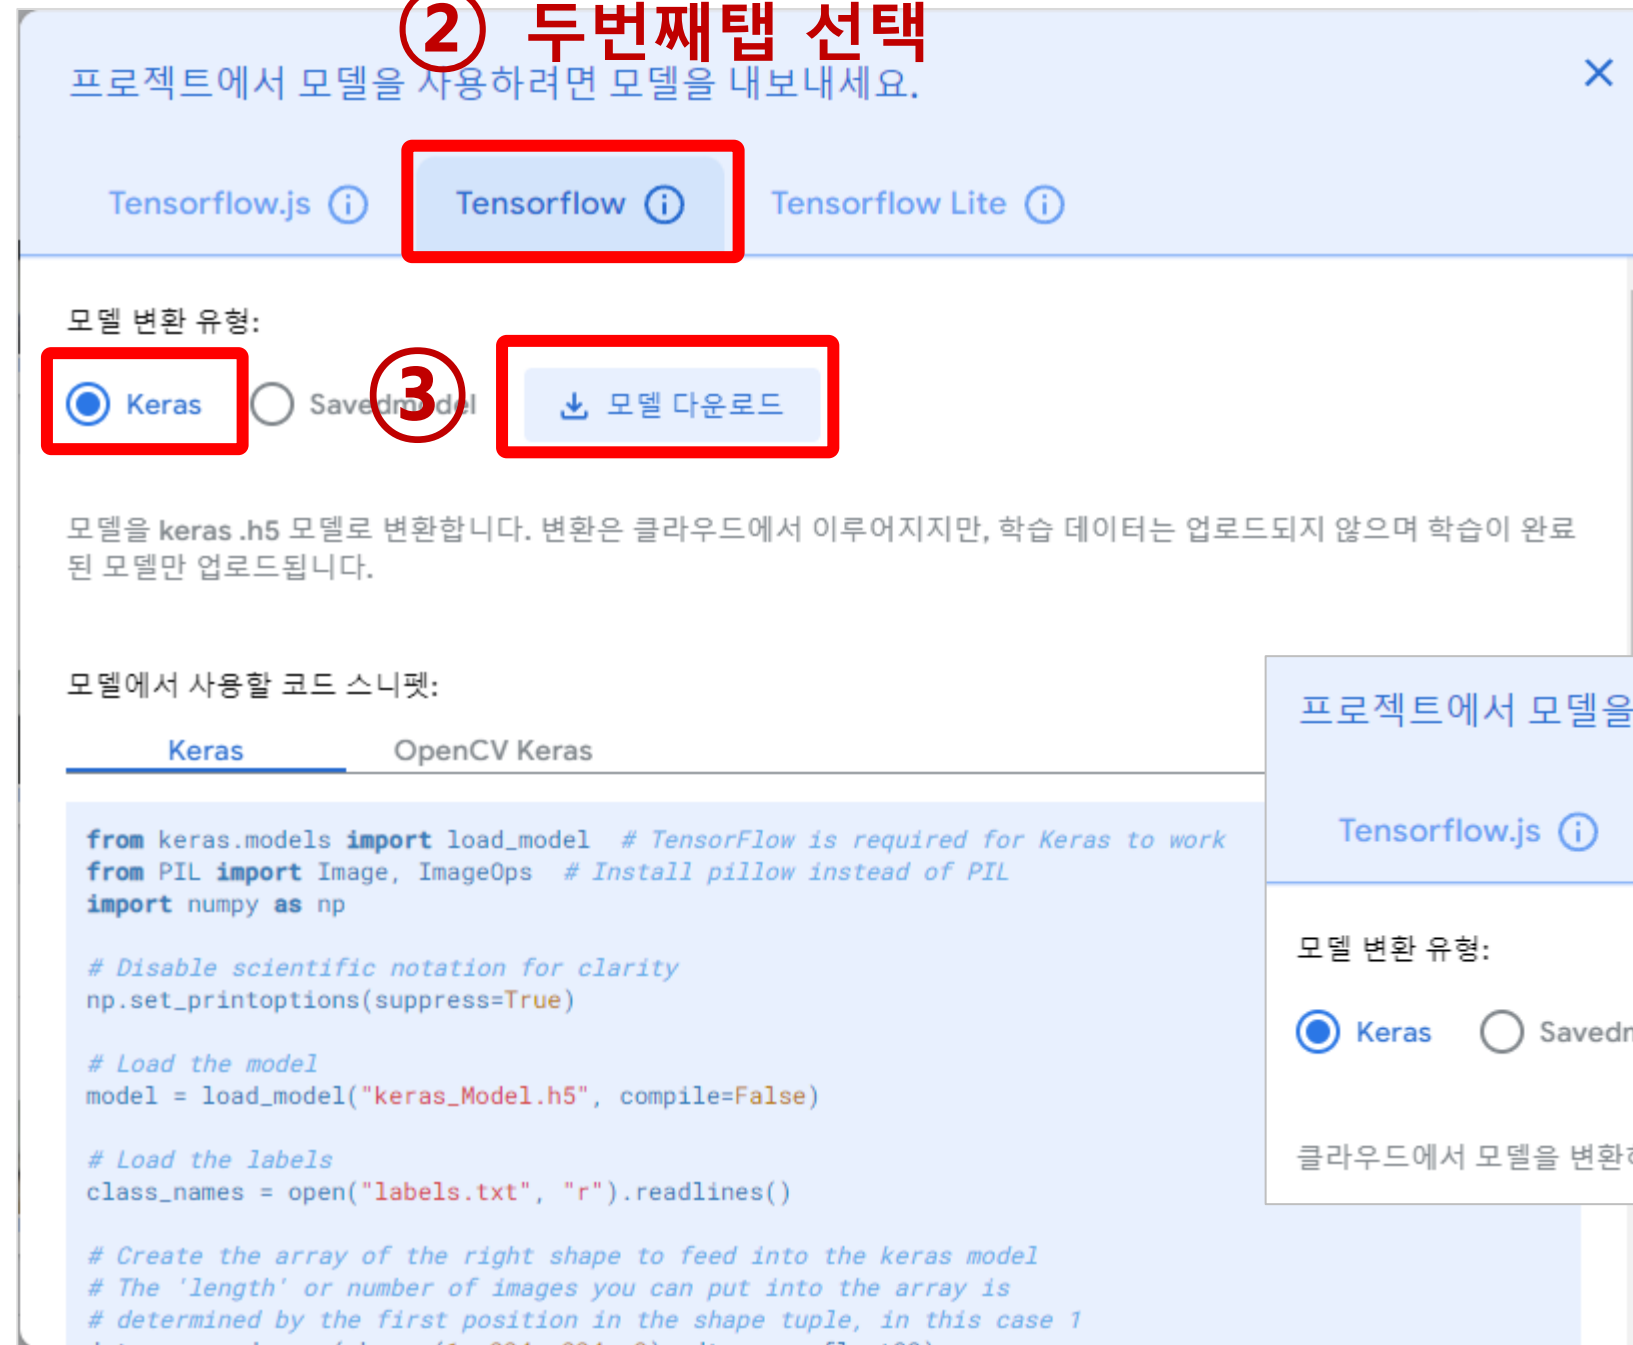 ② 두번째탭 선택
프로젝트에서 모델을 사용하려면 모델을 내보내세요.
Tensorflow.js
Tensorflow
Tensorflow Lite
모델 변환 유형:
Keras
Savedmodel
③
모델 다운로드
모델을 keras .h5 모델로 변환합니다. 변환은 클라우드에서 이루어지지만, 학습 데이터는 업로드되지 않으며 학습이 완료
된 모델만 업로드됩니다.
모델에서 사용할 코드 스니펫:
Keras
OpenCV Keras
from keras.models import load_model  # TensorFlow is required for Keras to work
from PIL import Image, ImageOps  # Install pillow instead of PIL
import numpy as np
# Disable scientific notation for clarity
np.set_printoptions(suppress=True)
# Load the model
model = load_model("keras_Model.h5", compile=False)
# Load the labels
class_names = open("labels.txt", "r").readlines()
# Create the array of the right shape to feed into the keras model
# The 'length' or number of images you can put into the array is
# determined by the first position in the shape tuple, in this case 1
프로젝트에서 모델을
Tensorflow.js
모델 변환 유형:
Keras
클라우드에서 모델을